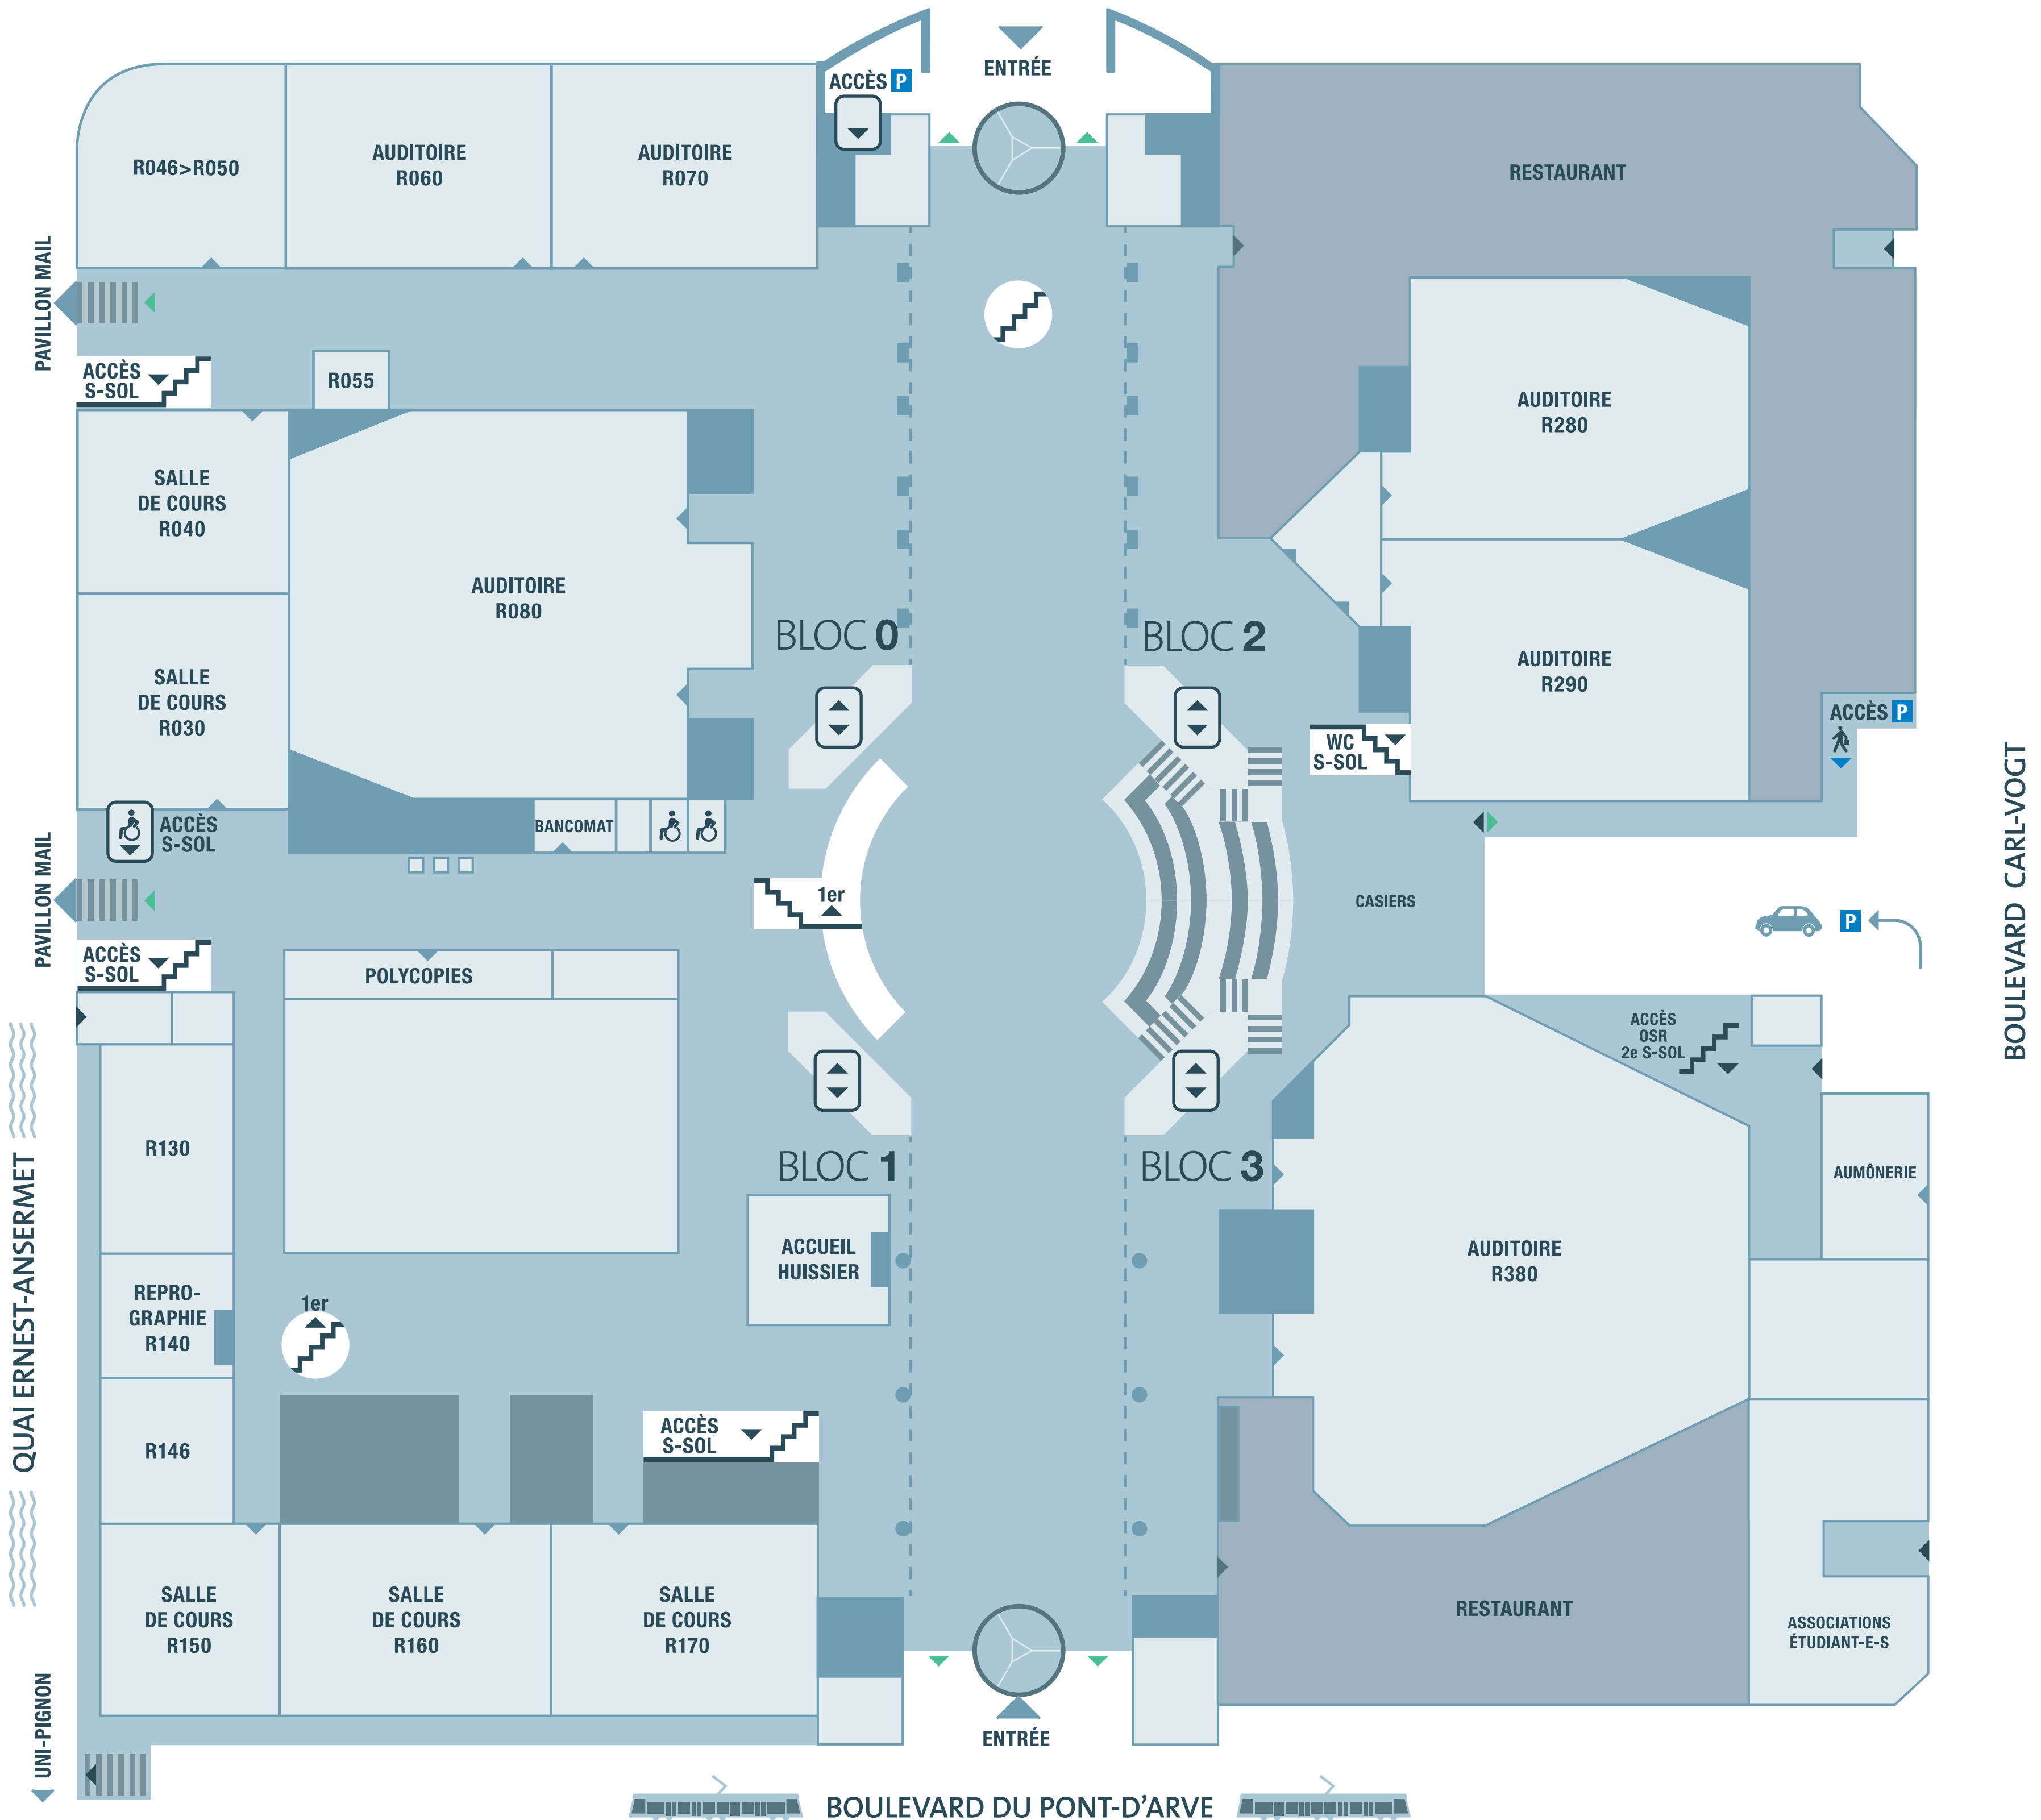 ENTRÉE
ACCÈS P
R046>R050
AUDITOIRE
R060
AUDITOIRE
R070
RESTAURANT
PAVILLON MAIL
ACCÈS
S-SOL
R055
AUDITOIRE
R280
SALLE
DE COURS
R040
AUDITOIRE
R080
BLOC 0
BLOC 2
SALLE
DE COURS
R030
AUDITOIRE
R290
ACCÈS P
WC
S-SOL
ACCÈS
S-SOL
BANCOMAT
PAVILLON MAIL
1er
CASIERS
P
BOULEVARD CARL-VOGT
ACCÈS
S-SOL
POLYCOPIES
ACCÈS
OSR
2e S-SOL
R130
BLOC 1
BLOC 3
AUMÔNERIE
QUAI ERNEST-ANSERMET
ACCUEIL
HUISSIER
AUDITOIRE
R380
REPRO-
GRAPHIE
R140
1er
R146
ACCÈS
S-SOL
SALLE
DE COURS
R150
SALLE
DE COURS
R160
SALLE
DE COURS
R170
RESTAURANT
ASSOCIATIONS
ÉTUDIANT-E-S
UNI-PIGNON
ENTRÉE
BOULEVARD DU PONT-D'ARVE